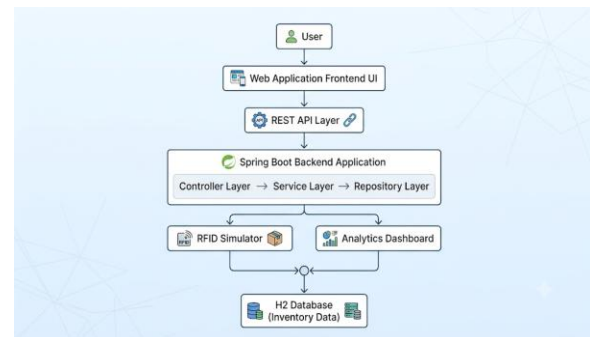 User
Web Application Frontend UI
REST API Layer
Spring Boot Backend Application
Controller Layer → Service Layer → Repository Layer
RFID Simulator
Analytics Dashboard
H2 Database
(Inventory Data)